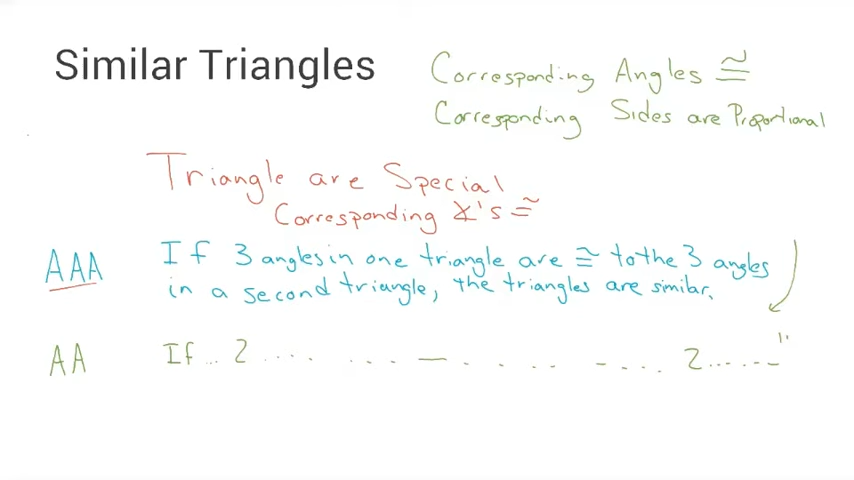 Similar Triangles
Corresponding Angles ≅
Corresponding Sides are Proportional
Triangle are Special
Corresponding ∡'s ≅
AAA If 3 angles in one triangle are ≅ to the 3 angles
in a second triangle, the triangles are similar.
AA If... 2 .... ... — . . . . . - .... 2......"